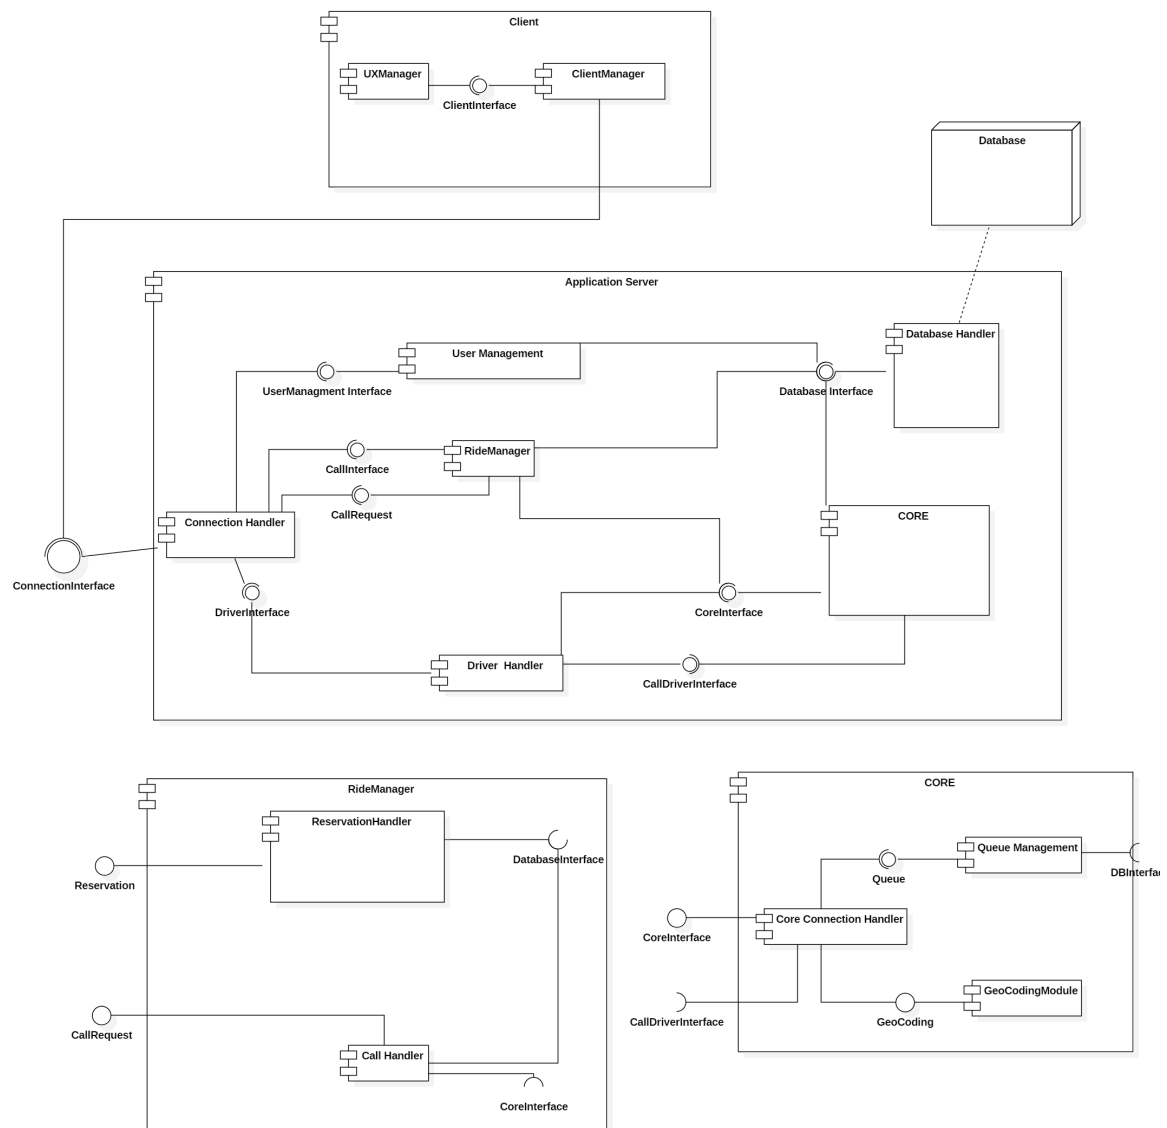 Client
UXManager
ClientManager
ClientInterface
Database
Application Server
Database Handler
User Management
UserManagment Interface
Database Interface
RideManager
CallInterface
CallRequest
Connection Handler
CORE
ConnectionInterface
DriverInterface
CoreInterface
Driver  Handler
CallDriverInterface
RideManager
CORE
ReservationHandler
Queue Management
DatabaseInterface
DBInterfac
Reservation
Queue
Core Connection Handler
CoreInterface
GeoCodingModule
CallDriverInterface
GeoCoding
CallRequest
Call Handler
CoreInterface